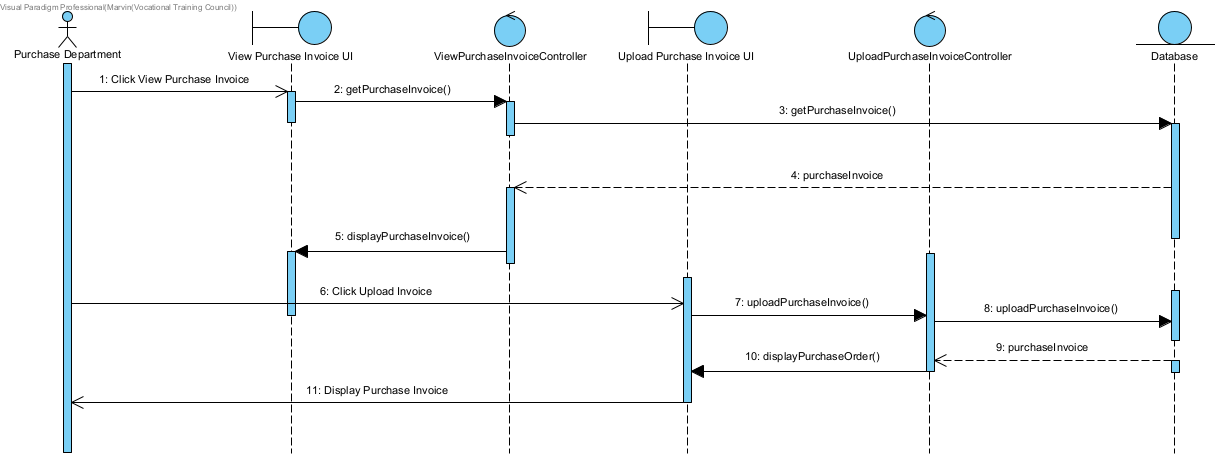 Visual Paradigm Professional(Marvin(Vocational Training Council))
Purchase Department
View Purchase Invoice UI
ViewPurchaseInvoiceController
Upload Purchase Invoice UI
UploadPurchaseInvoiceController
Database
1: Click View Purchase Invoice
2: getPurchaseInvoice()
3: getPurchaseInvoice()
4: purchaseInvoice
5: displayPurchaseInvoice()
6: Click Upload Invoice
7: uploadPurchaseInvoice()
8: uploadPurchaseInvoice()
9: purchaseInvoice
10: displayPurchaseOrder()
11: Display Purchase Invoice